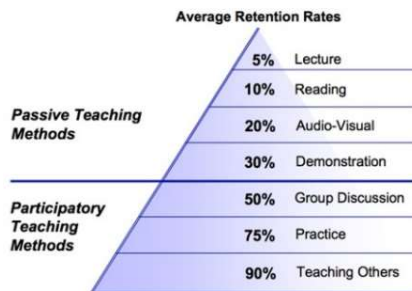 Average Retention Rates
5% Lecture
10% Reading
Passive Teaching
Methods
20% Audio-Visual
30% Demonstration
Participatory
Teaching
Methods
50% Group Discussion
75% Practice
90% Teaching Others